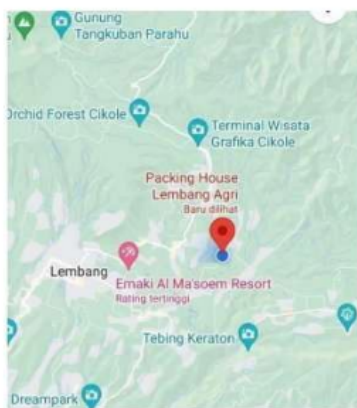 Gunung
Tangkuban Parahu
Orchid Forest Cikole
Terminal Wisata
Grafika Cikole
Packing House
Lembang Agri
Baru dilihat
Lembang
Emaki Al Ma'soem Resort
Rating tertinggi
Tebing Keraton
Dreampark